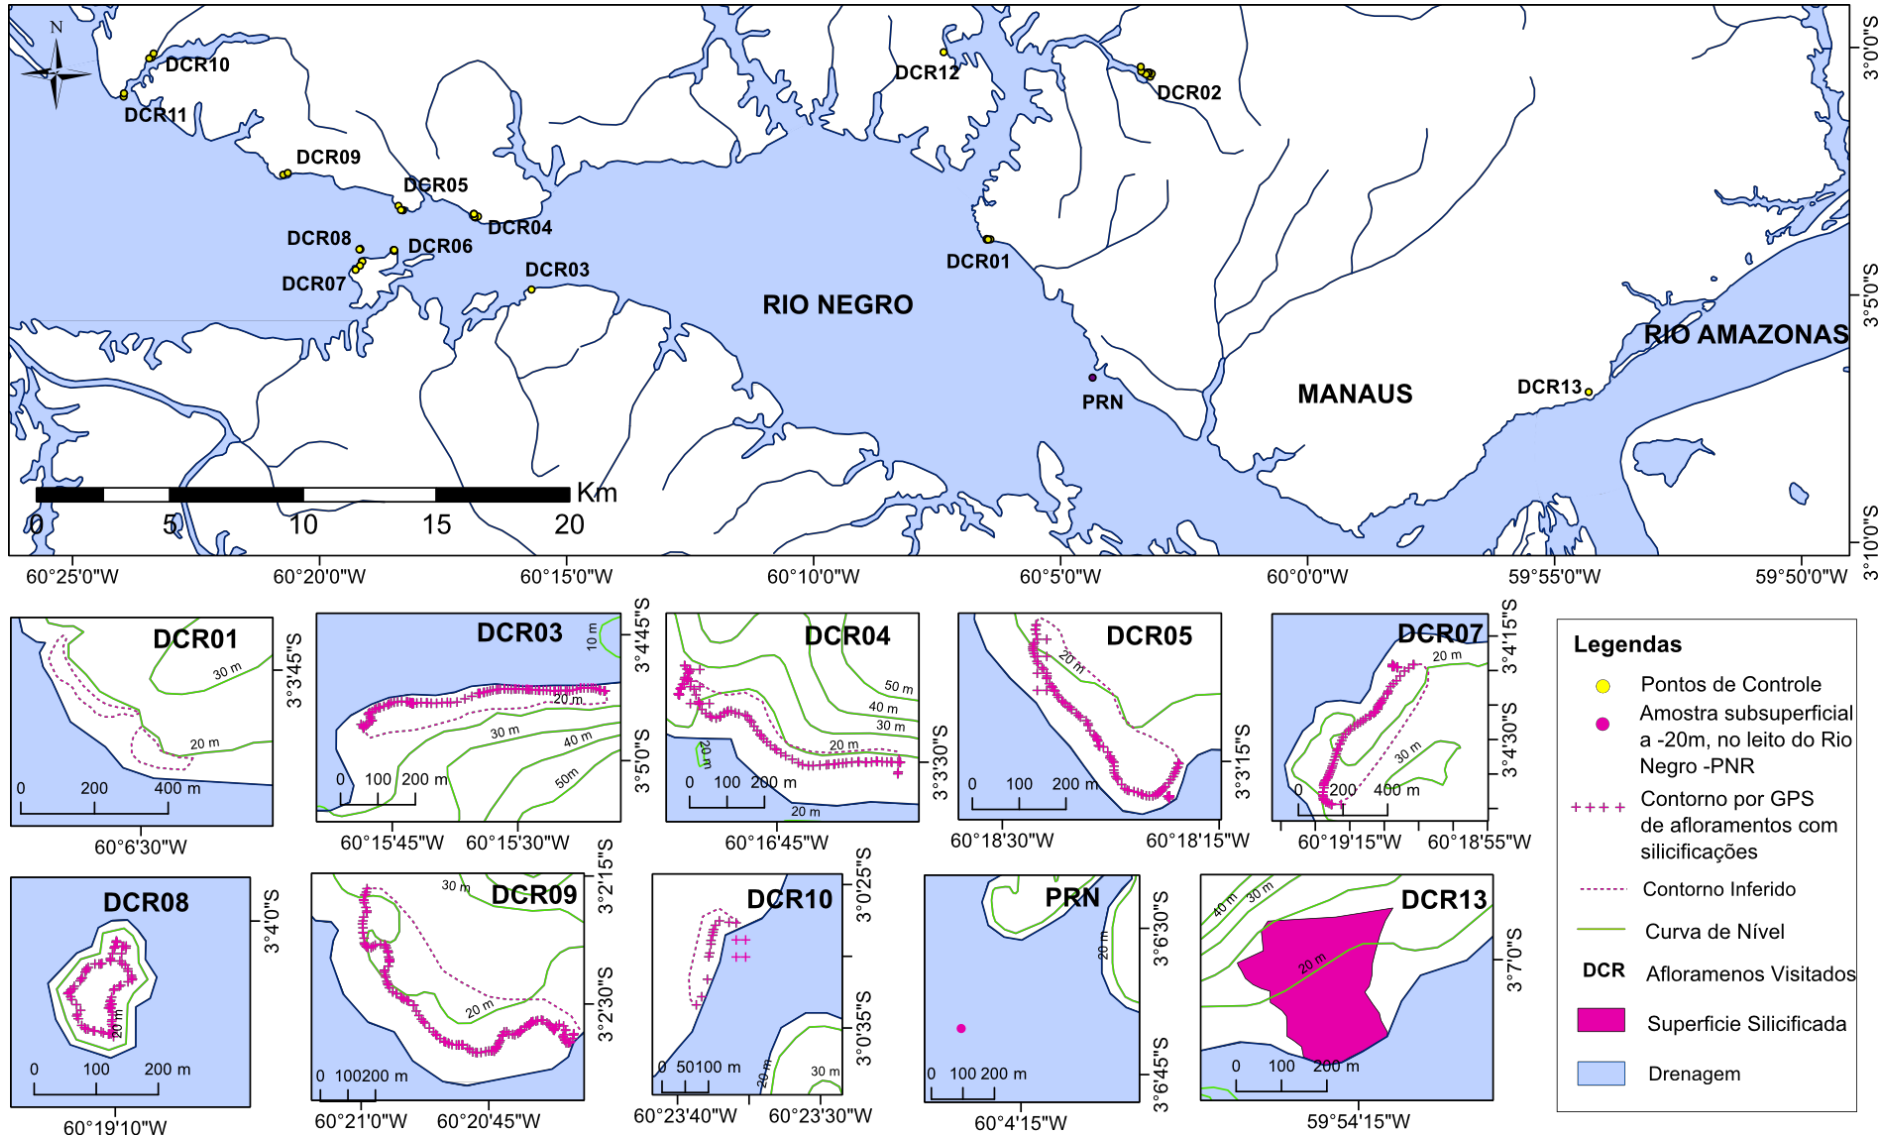 N
DCR10
DCR11
DCR09
DCR05
DCR04
DCR08
DCR06
DCR07
DCR03
DCR12
DCR02
DCR01
RIO NEGRO
PRN
MANAUS
DCR13
RIO AMAZONAS
0 5 10 15 20 Km
3°0'0"S
3°5'0"S
3°10'0"S
60°25'0"W 60°20'0"W 60°15'0"W 60°10'0"W 60°5'0"W 60°0'0"W 59°55'0"W 59°50'0"W
DCR01
30 m
20 m
0 200 400 m
3°3'45"S
60°6'30"W
DCR03
10 m
20 m
30 m
40 m
50m
0 100 200 m
3°4'45"S
3°5'0"S
60°15'45"W 60°15'30"W
DCR04
50 m
40 m
30 m
20 m
20 m
0 100 200 m
20 m
3°3'30"S
60°16'45"W
DCR05
20 m
0 100 200 m
3°3'15"S
60°18'30"W 60°18'15"W
DCR07
20 m
30 m
0 200 400 m
3°4'15"S
3°4'30"S
60°19'15"W 60°18'55"W
DCR08
20 m
0 100 200 m
3°4'0"S
60°19'10"W
DCR09
30 m
20 m
0 100 200 m
3°2'15"S
3°2'30"S
60°21'0"W 60°20'45"W
DCR10
0 50 100 m
20 m
30 m
3°0'25"S
3°0'35"S
60°23'40"W 60°23'30"W
PRN
20 m
0 100 200 m
3°6'30"S
3°6'45"S
60°4'15"W
DCR13
40 m
30 m
20 m
0 100 200 m
3°7'0"S
59°54'15"W
Legendas
Pontos de Controle
Amostra subsuperficial
a -20m, no leito do Rio
Negro -PNR
Contorno por GPS
de afloramentos com
silicificações
Contorno Inferido
Curva de Nível
DCR Afloramenos Visitados
Superficie Silicificada
Drenagem